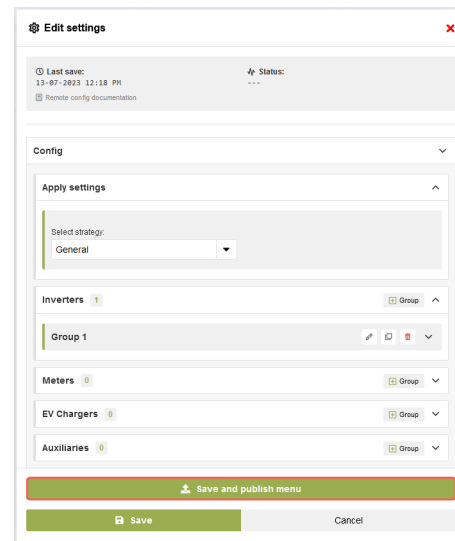 Edit settings
Last save:
13-07-2023 12:18 PM
Remote config documentation
Status:
---
Config
Apply settings
Select strategy:
General
Inverters 1 Group
Group 1
Meters 0 Group
EV Chargers 0 Group
Auxiliaries 0 Group
Save and publish menu
Save Cancel